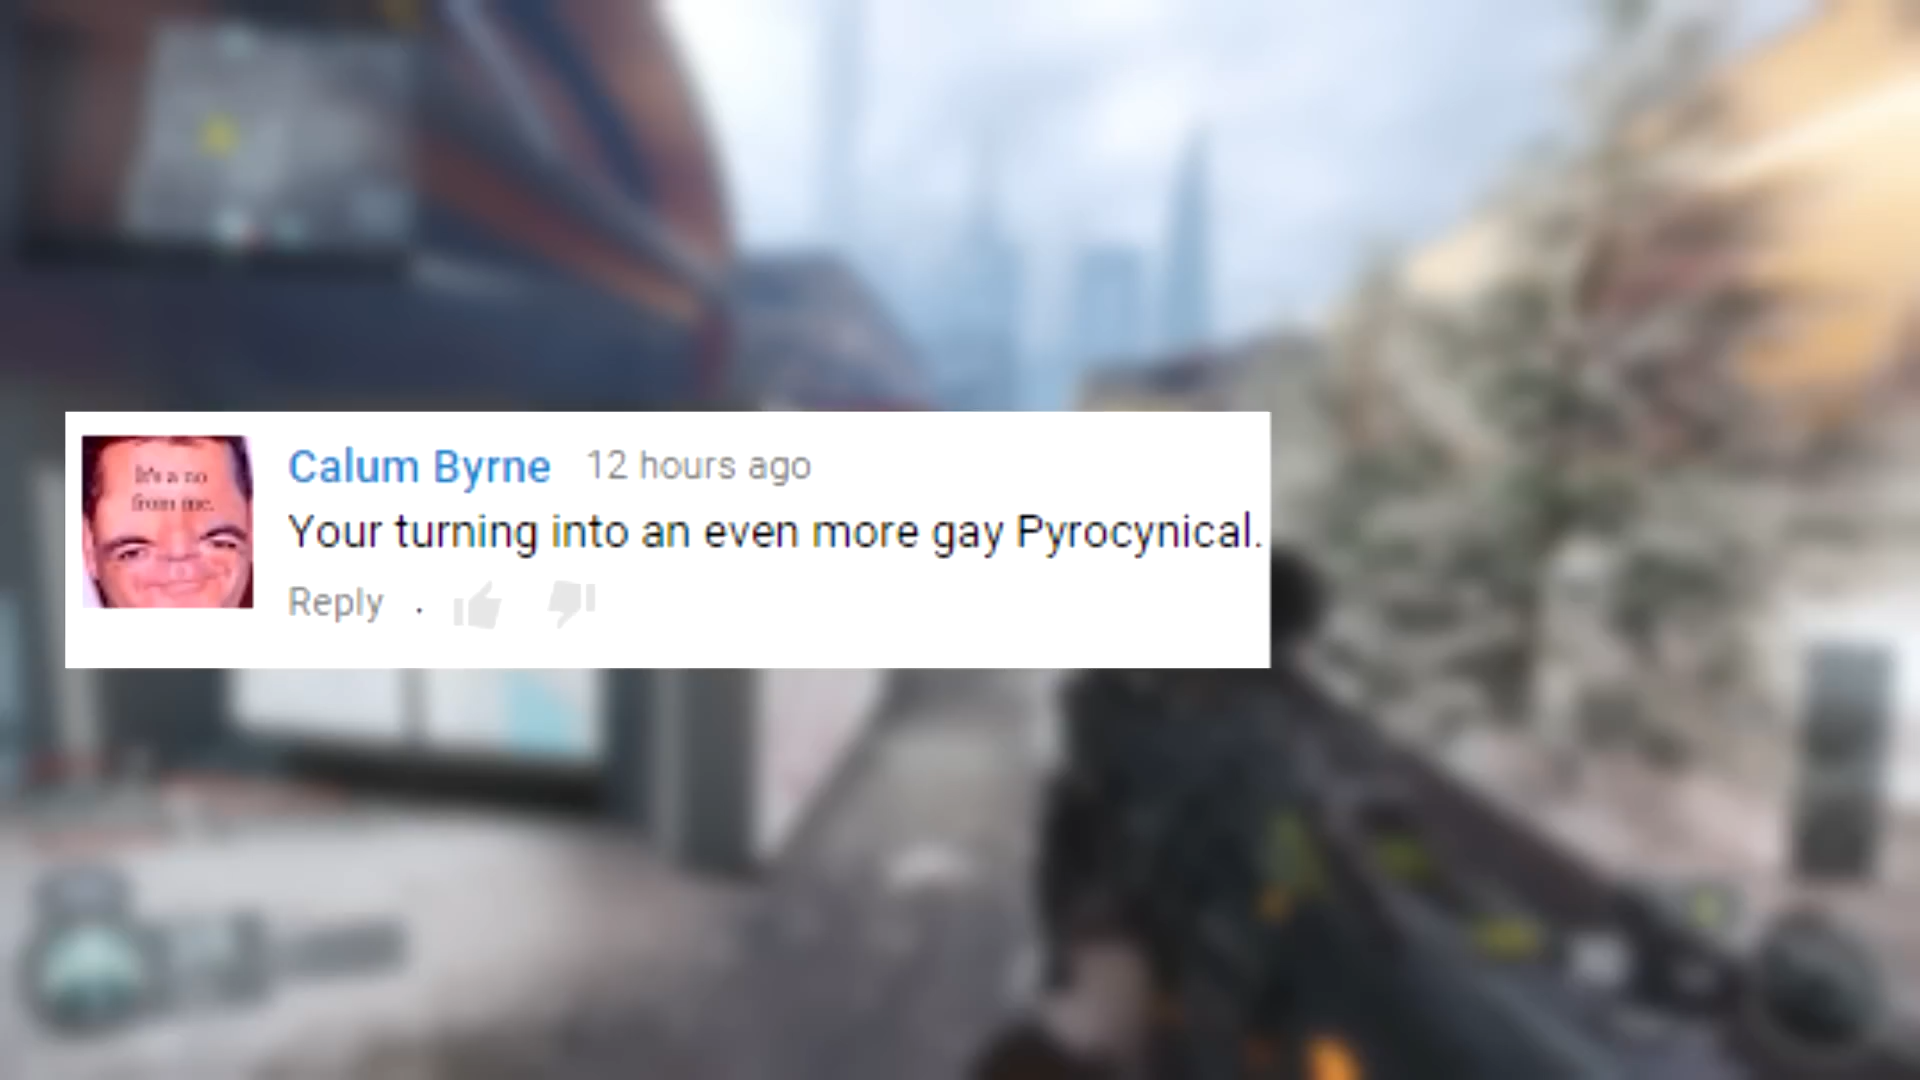 It's a no
from me.
Calum Byrne 12 hours ago
Your turning into an even more gay Pyrocynical.
Reply .